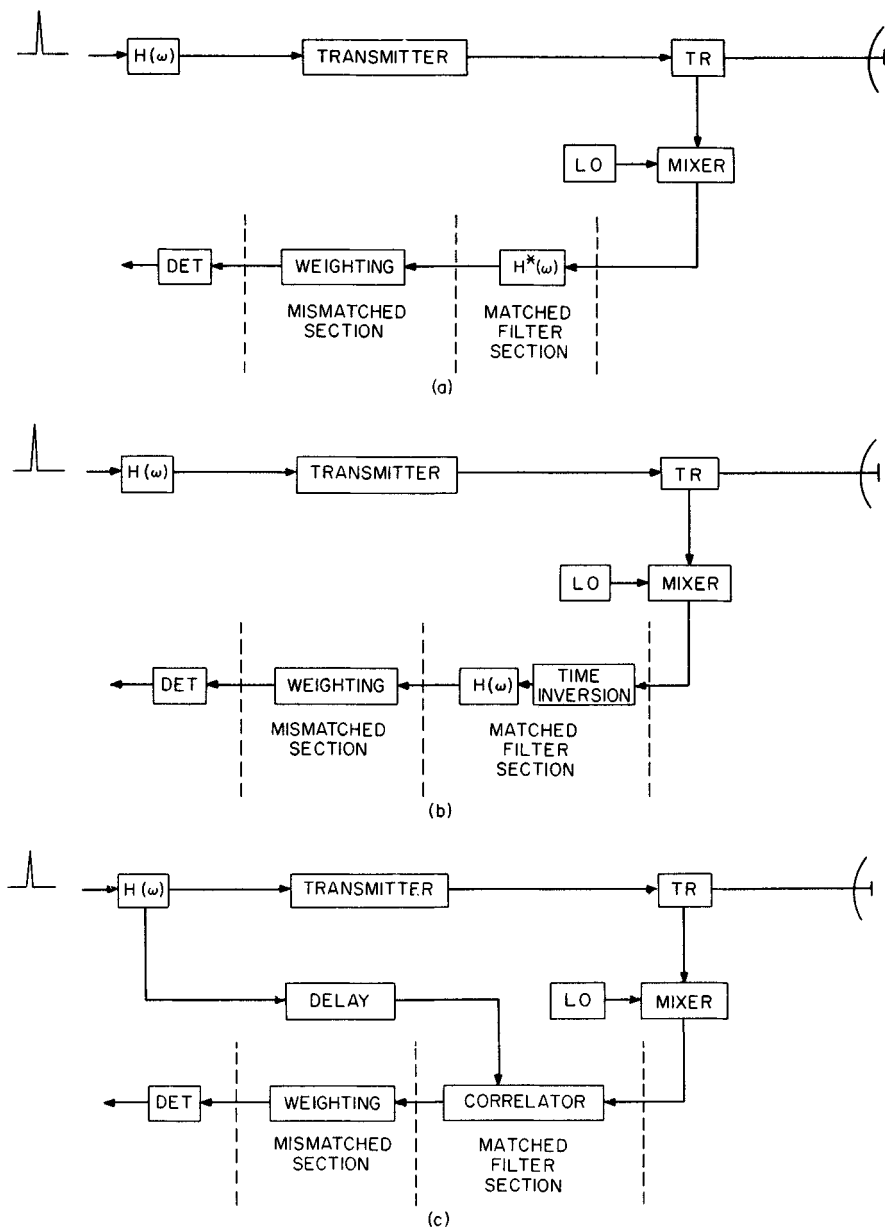 H(ω)
TRANSMITTER
TR
LO
MIXER
DET
WEIGHTING
H*(ω)
MISMATCHED
SECTION
MATCHED
FILTER
SECTION
(a)
H(ω)
TRANSMITTER
TR
LO
MIXER
DET
WEIGHTING
H(ω)
TIME
INVERSION
MISMATCHED
SECTION
MATCHED
FILTER
SECTION
(b)
H(ω)
TRANSMITTER
TR
DELAY
LO
MIXER
DET
WEIGHTING
CORRELATOR
MISMATCHED
SECTION
MATCHED
FILTER
SECTION
(c)